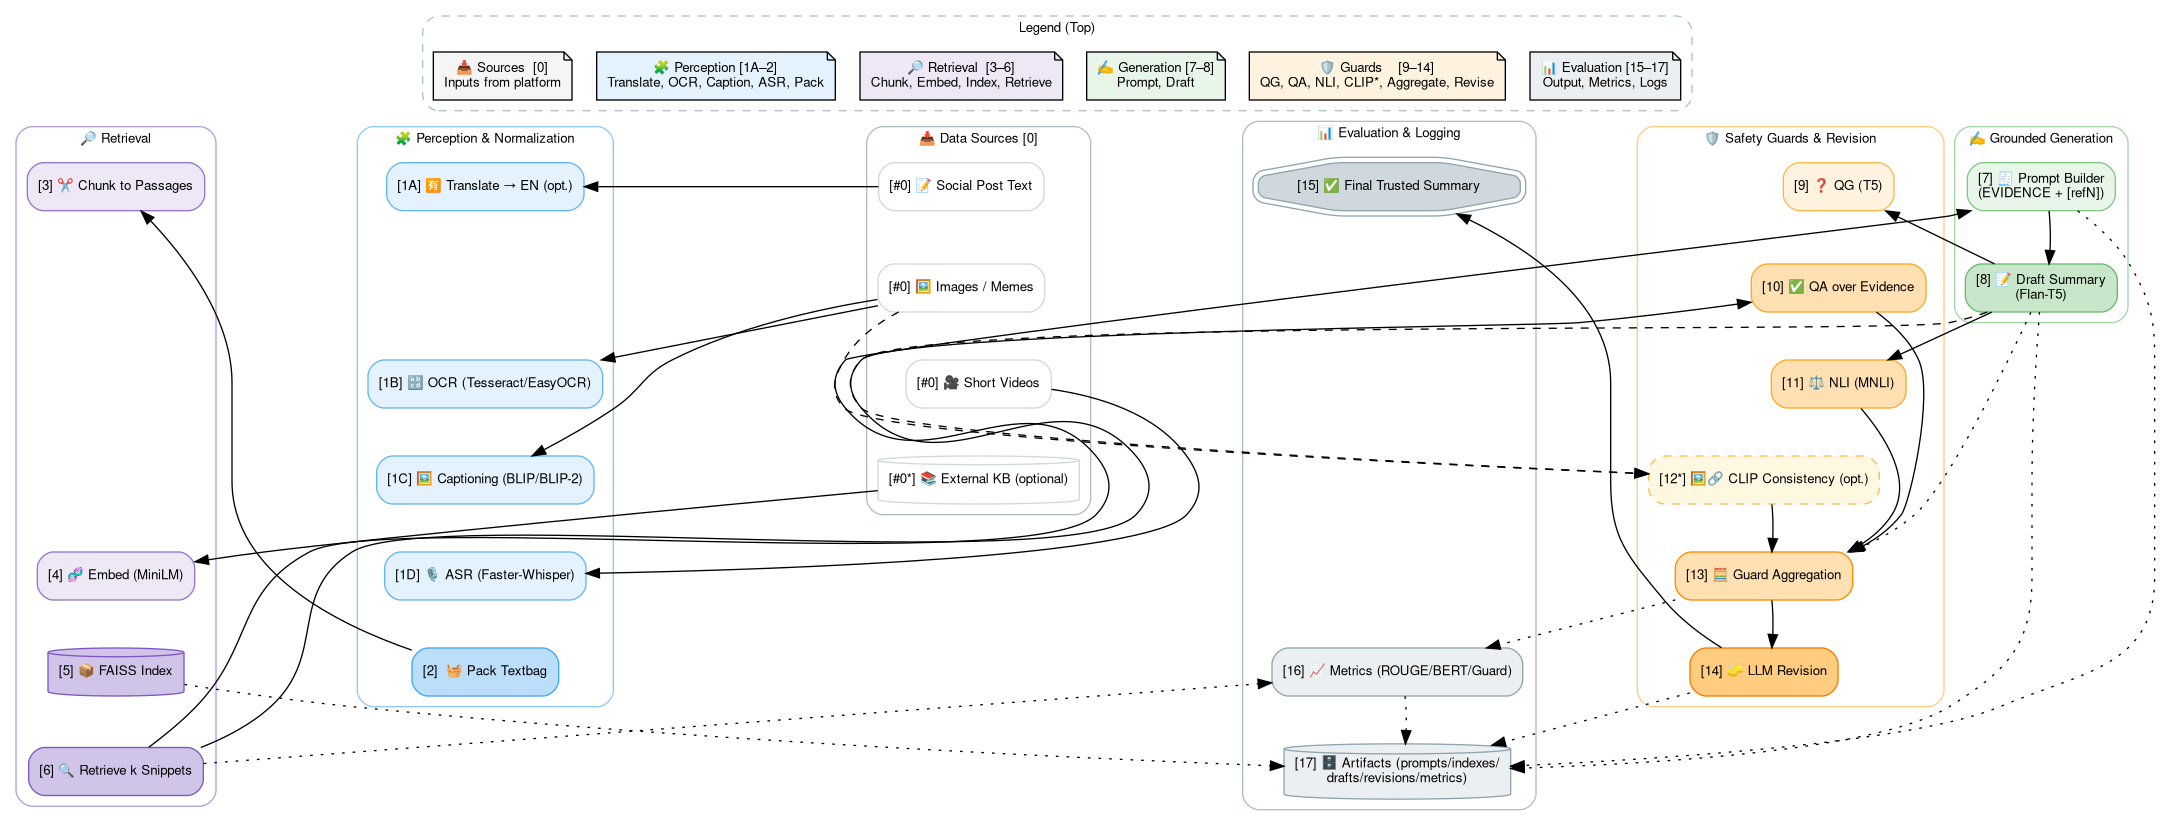 Legend (Top)
📥 Sources [0]
Inputs from platform
🧩 Perception [1A–2]
Translate, OCR, Caption, ASR, Pack
🔎 Retrieval [3–6]
Chunk, Embed, Index, Retrieve
✍️ Generation [7–8]
Prompt, Draft
🛡️ Guards [9–14]
QG, QA, NLI, CLIP*, Aggregate, Revise
📊 Evaluation [15–17]
Output, Metrics, Logs
🔎 Retrieval
[3] ✂️ Chunk to Passages
[4] 🧬 Embed (MiniLM)
[5] 📦 FAISS Index
[6] 🔍 Retrieve k Snippets
🧩 Perception & Normalization
[1A] 🈶 Translate → EN (opt.)
[1B] 🔡 OCR (Tesseract/EasyOCR)
[1C] 🖼️ Captioning (BLIP/BLIP-2)
[1D] 🎙️ ASR (Faster-Whisper)
[2] 🧺 Pack Textbag
📥 Data Sources [0]
[#0] 📝 Social Post Text
[#0] 🖼️ Images / Memes
[#0] 🎥 Short Videos
[#0*] 📚 External KB (optional)
📊 Evaluation & Logging
[15] ✅ Final Trusted Summary
[16] 📈 Metrics (ROUGE/BERT/Guard)
[17] 🗄️ Artifacts (prompts/indexes/
drafts/revisions/metrics)
🛡️ Safety Guards & Revision
[9] ❓ QG (T5)
[10] ✅ QA over Evidence
[11] ⚖️ NLI (MNLI)
[12*] 🖼️🔗 CLIP Consistency (opt.)
[13] 🧮 Guard Aggregation
[14] 🧽 LLM Revision
✍️ Grounded Generation
[7] 🧾 Prompt Builder
(EVIDENCE + [refN])
[8] 📝 Draft Summary
(Flan-T5)